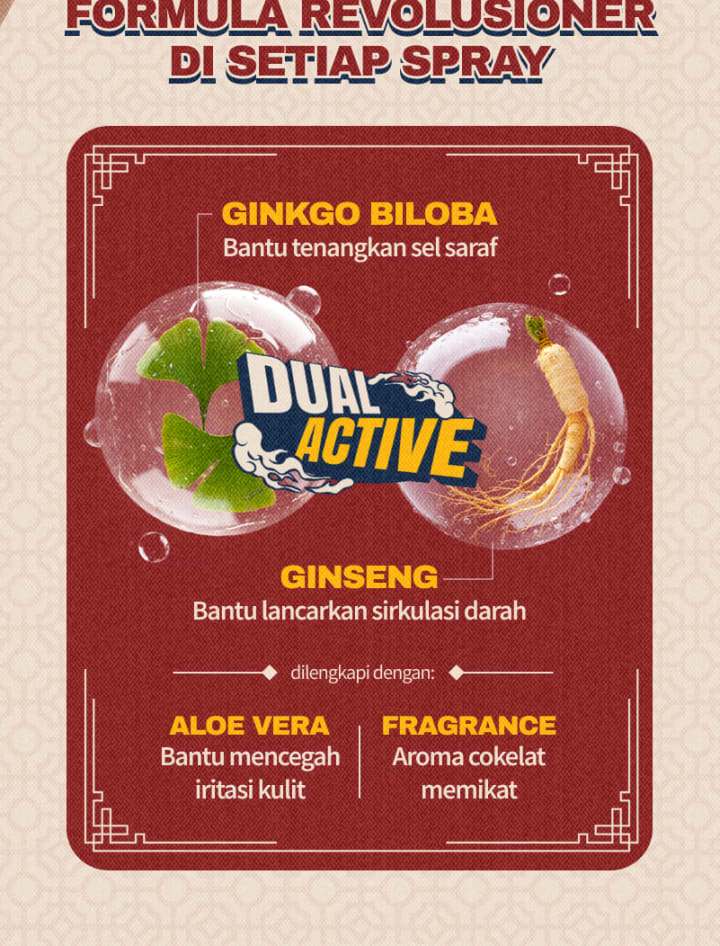 FORMULA REVOLUSIONER
DI SETIAP SPRAY
GINKGO BILOBA
Bantu tenangkan sel saraf
DUAL
ACTIVE
GINSENG
Bantu lancarkan sirkulasi darah
dilengkapi dengan:
ALOE VERA
Bantu mencegah
iritasi kulit
FRAGRANCE
Aroma cokelat
memikat